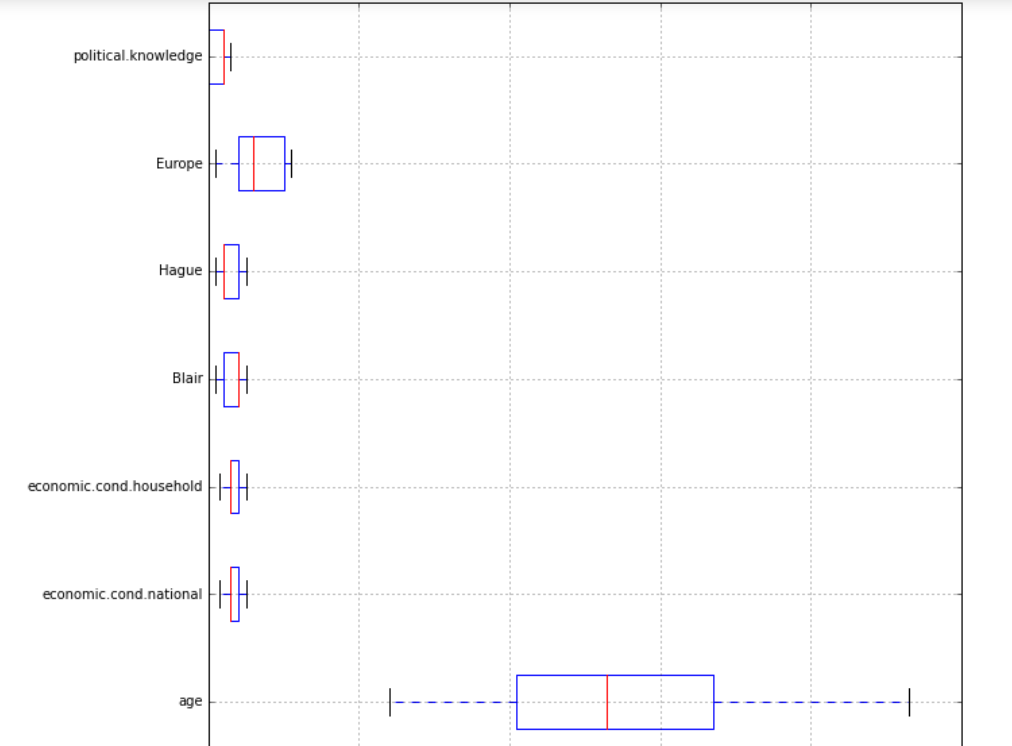 political.knowledge
Europe
Hague
Blair
economic.cond.household
economic.cond.national
age